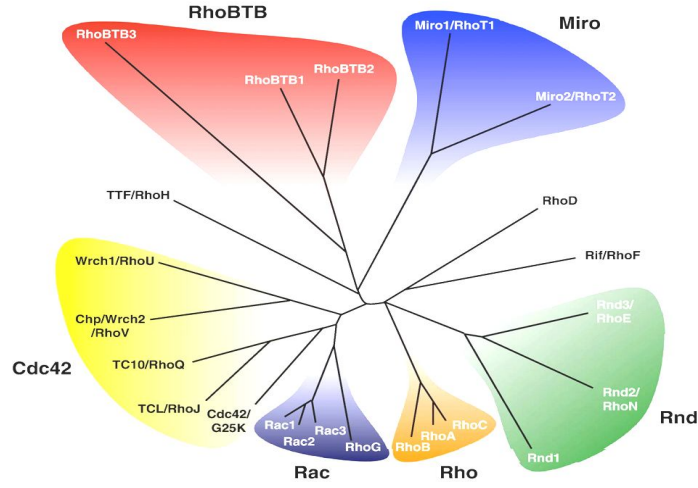 RhoBTB
Miro
RhoBTB3
Miro1/RhoT1
RhoBTB1
RhoBTB2
Miro2/RhoT2
TTF/RhoH
RhoD
Wrch1/RhoU
Rif/RhoF
Chp/Wrch2
/RhoV
Rnd3/
RhoE
Cdc42
TC10/RhoQ
TCL/RhoJ
Cdc42/
G25K
Rnd2/
RhoN
Rnd
Rac1
Rac2
Rac3
RhoG
RhoB
RhoA
RhoC
Rnd1
Rac
Rho